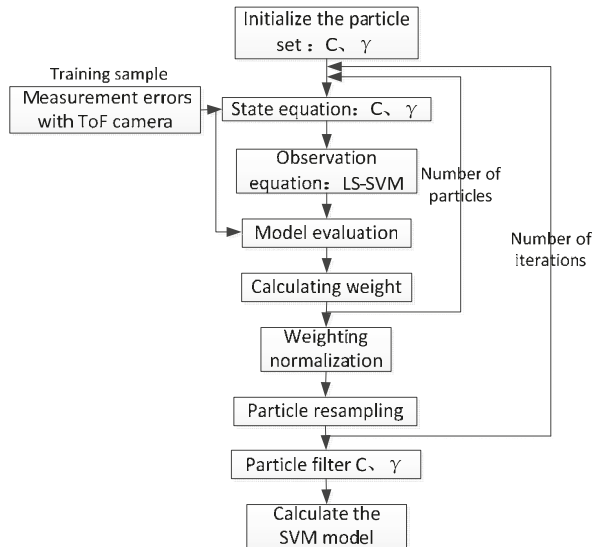 Initialize the particle
set：C、γ
Training sample
Measurement errors
with ToF camera
State equation：C、γ
Observation
equation：LS-SVM
Number of
particles
Model evaluation
Number of
iterations
Calculating weight
Weighting
normalization
Particle resampling
Particle filter C、γ
Calculate the
SVM model